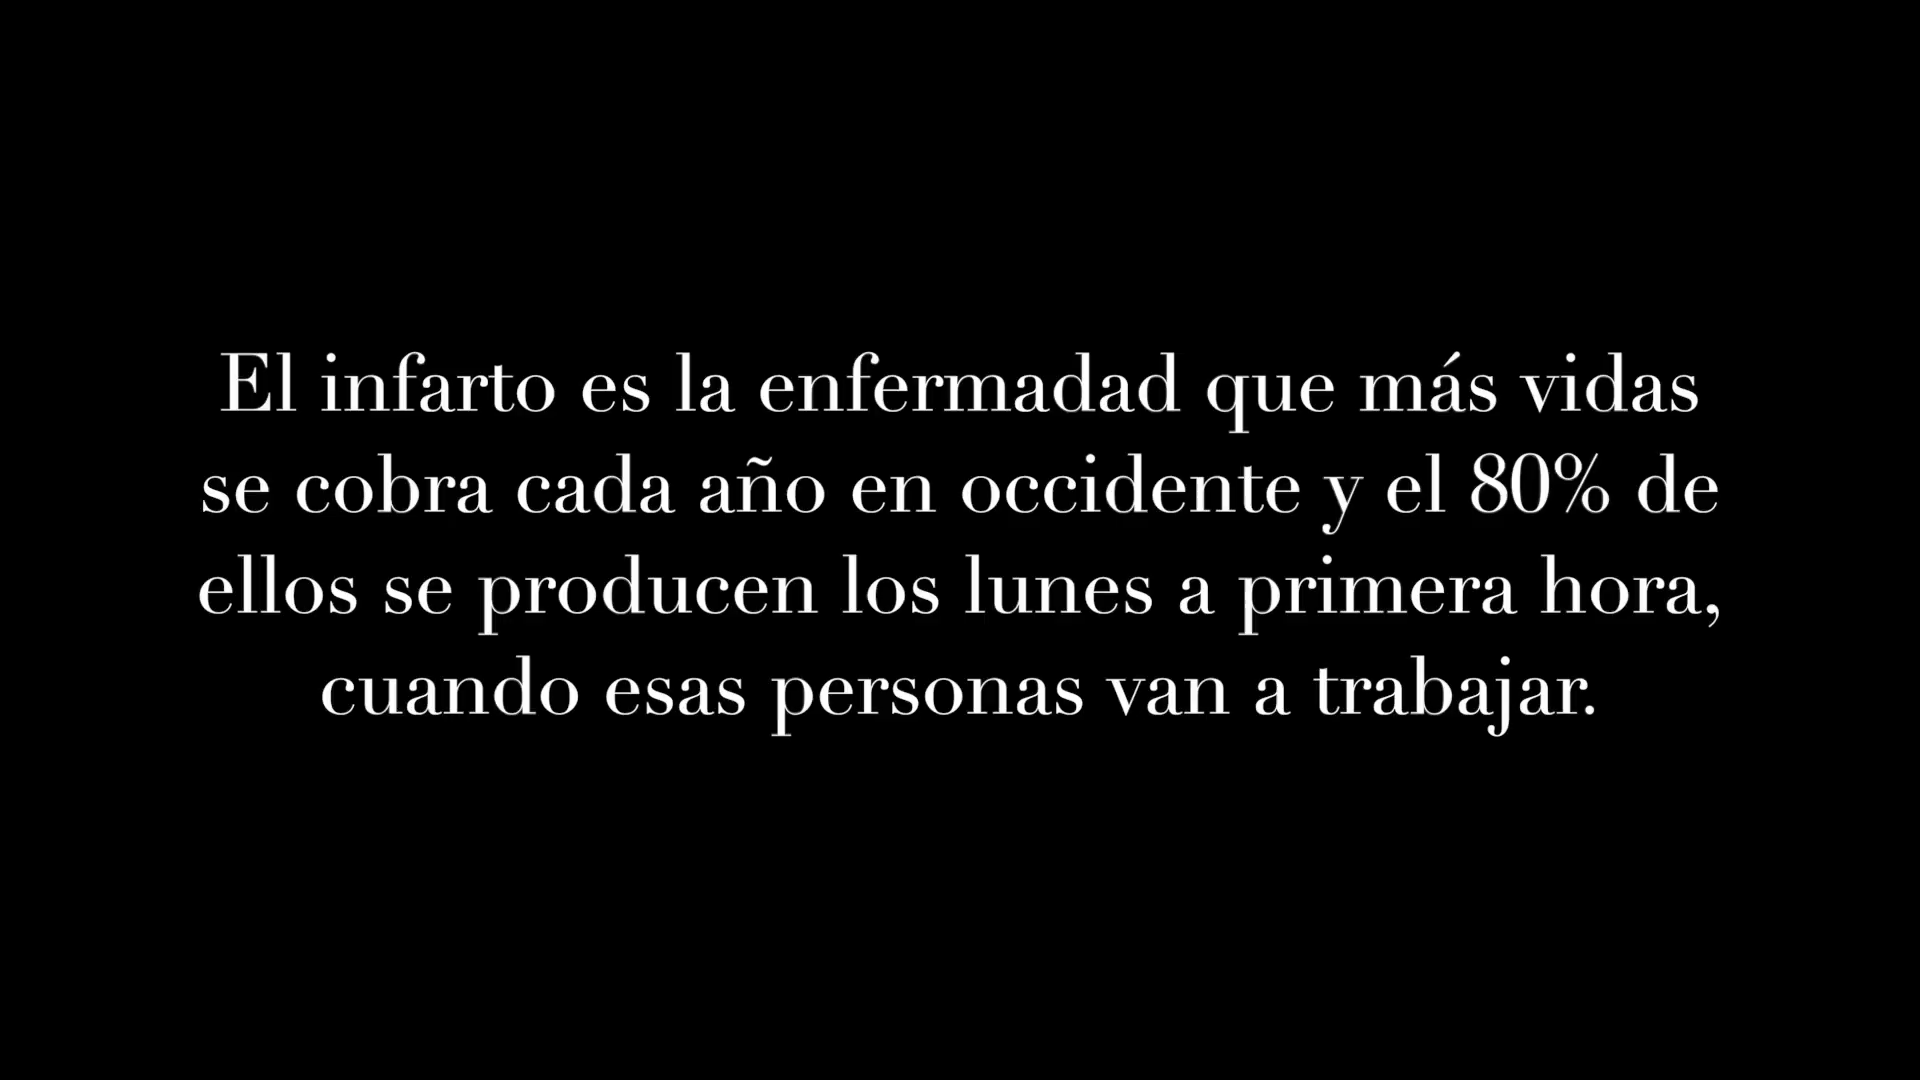 El infarto es la enfermadad que más vidas
se cobra cada año en occidente y el 80% de
ellos se producen los lunes a primera hora,
cuando esas personas van a trabajar.